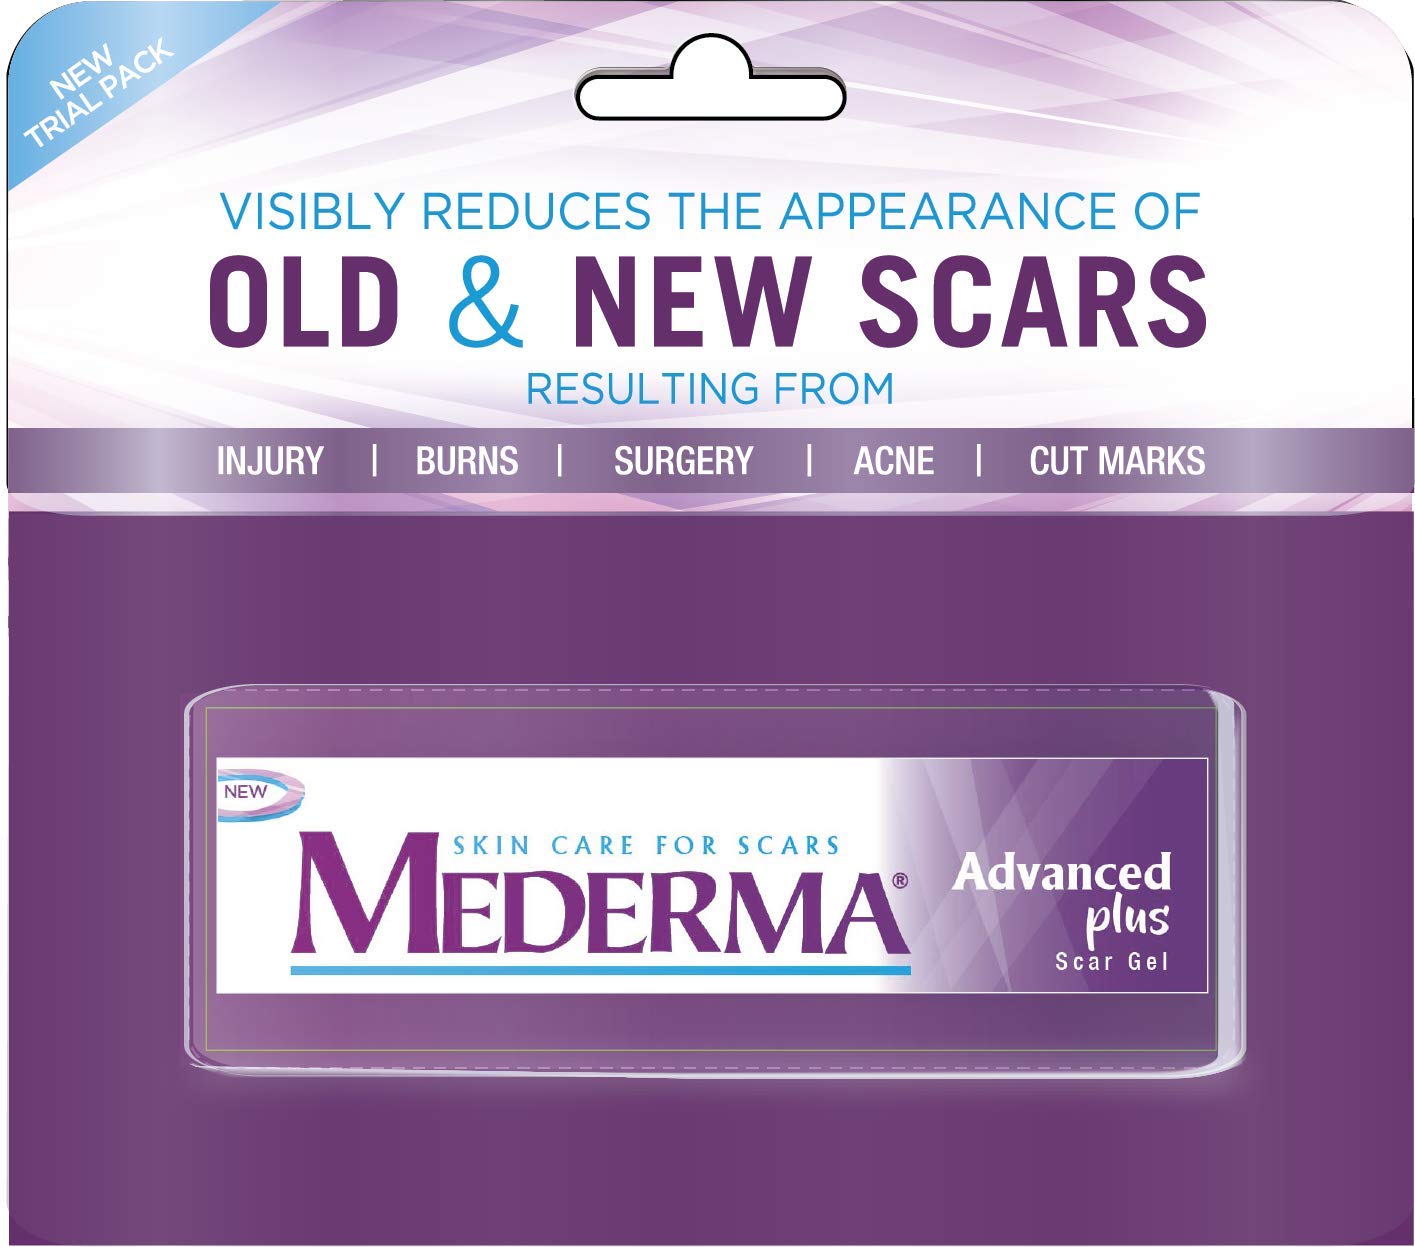 NEW
TRIAL PACK
VISIBLY REDUCES THE APPEARANCE OF
OLD & NEW SCARS
RESULTING FROM
INJURY | BURNS | SURGERY | ACNE | CUT MARKS
NEW
SKIN CARE FOR SCARS
MEDERMA®
Advanced
plus
Scar Gel